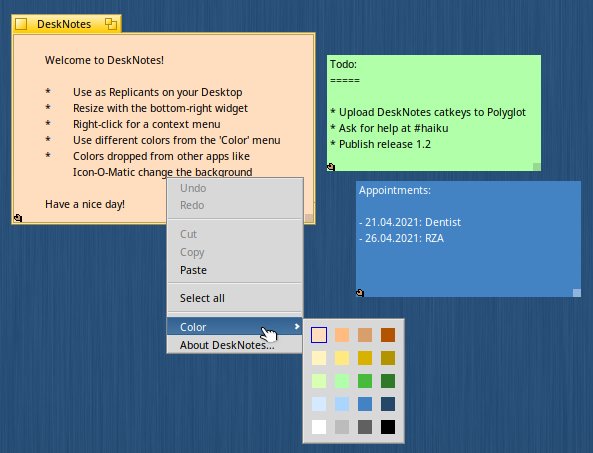 DeskNotes
Welcome to DeskNotes!
* Use as Replicants on your Desktop
* Resize with the bottom-right widget
* Right-click for a context menu
* Use different colors from the 'Color' menu
* Colors dropped from other apps like
Icon-O-Matic change the background
Have a nice day!
Todo:
=====
* Upload DeskNotes catkeys to Polyglot
* Ask for help at #haiku
* Publish release 1.2
Appointments:
- 21.04.2021: Dentist
- 26.04.2021: RZA
Undo
Redo
Cut
Copy
Paste
Select all
Color
About DeskNotes...